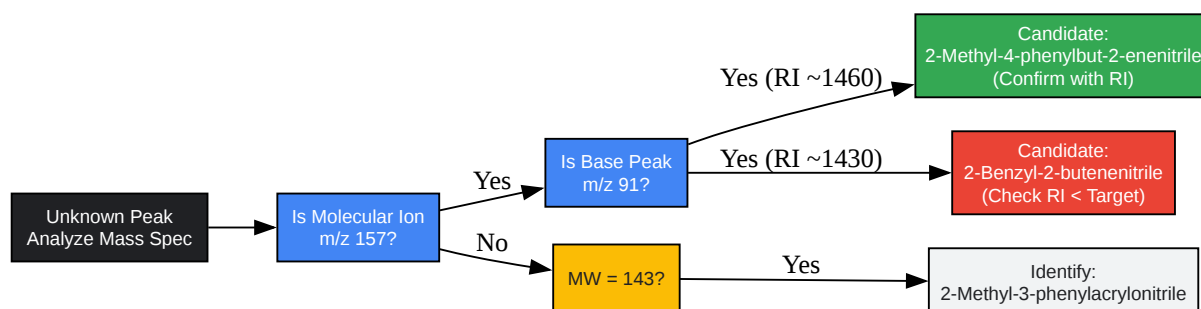 Candidate:
2-Methyl-4-phenylbut-2-enenitrile
(Confirm with RI)
Yes (RI ~1460)
Is Base Peak
m/z 91?
Yes (RI ~1430)
Candidate:
2-Benzyl-2-butenenitrile
(Check RI < Target)
Unknown Peak
Analyze Mass Spec
Is Molecular Ion
m/z 157?
Yes
No
MW = 143?
Yes
Identify:
2-Methyl-3-phenylacrylonitrile